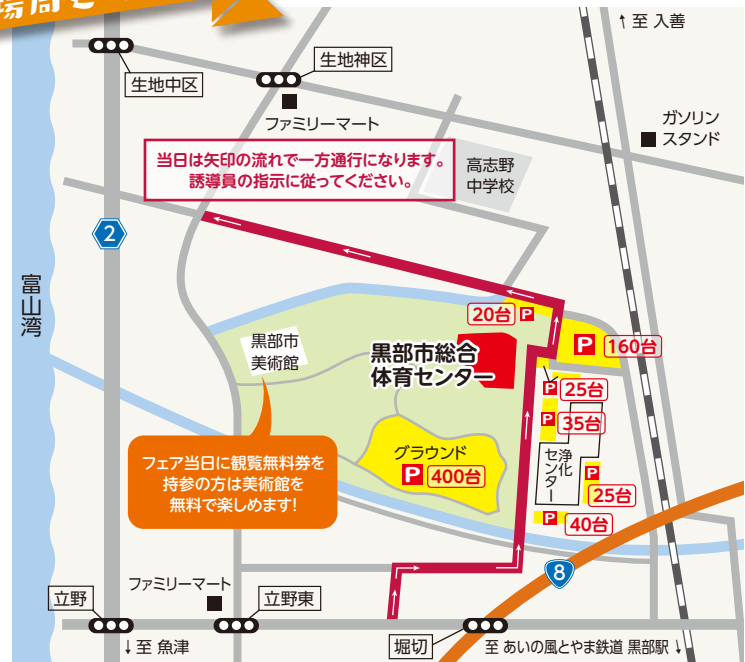 ↑至 入善
生地中区
生地神区
ファミリーマート
ガソリン
スタンド
当日は矢印の流れで一方通行になります。
誘導員の指示に従ってください。
高志野
中学校
2
富山湾
20台 P
黒部市
美術館
黒部市総合
体育センター
P 160台
P 25台
P 35台
グラウンド
P 400台
浄化
センター
フェア当日に観覧無料券を
持参の方は美術館を
無料で楽しめます!
P
25台
P 40台
8
ファミリーマート
立野
立野東
堀切
↓至 魚津
至 あいの風とやま鉄道 黒部駅↓